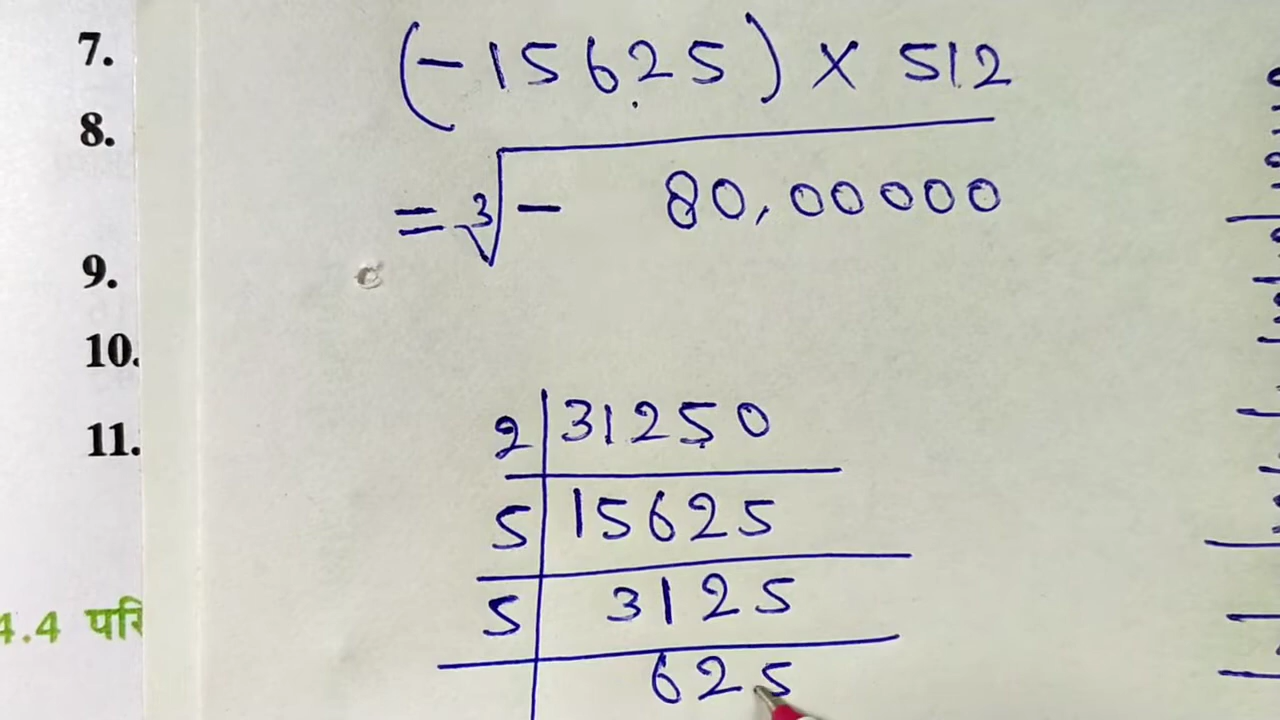 7.
8.
9.
10.
11.
4.4 परि
(-15625) × 512
= ∛- 80,00000
2 | 31250
5 | 15625
5 | 3125
625